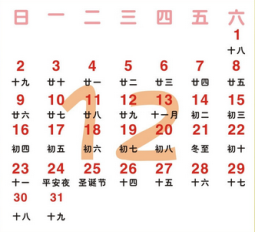 日 一 二 三 四 五 六
1
十八
2 3 4 5 6 7 8
十九 廿十 廿一 廿二 廿三 廿四 廿五
9 10 11 12 13 14 15
廿六 廿七 廿八 廿九 十一月 初二 初三
16 17 18 19 20 21 22
初四 初五 初六 初七 初八 冬至 初十
23 24 25 26 27 28 29
十一 平安夜 圣诞节 十四 十五 十六 十七
30 31
十八 十九
12